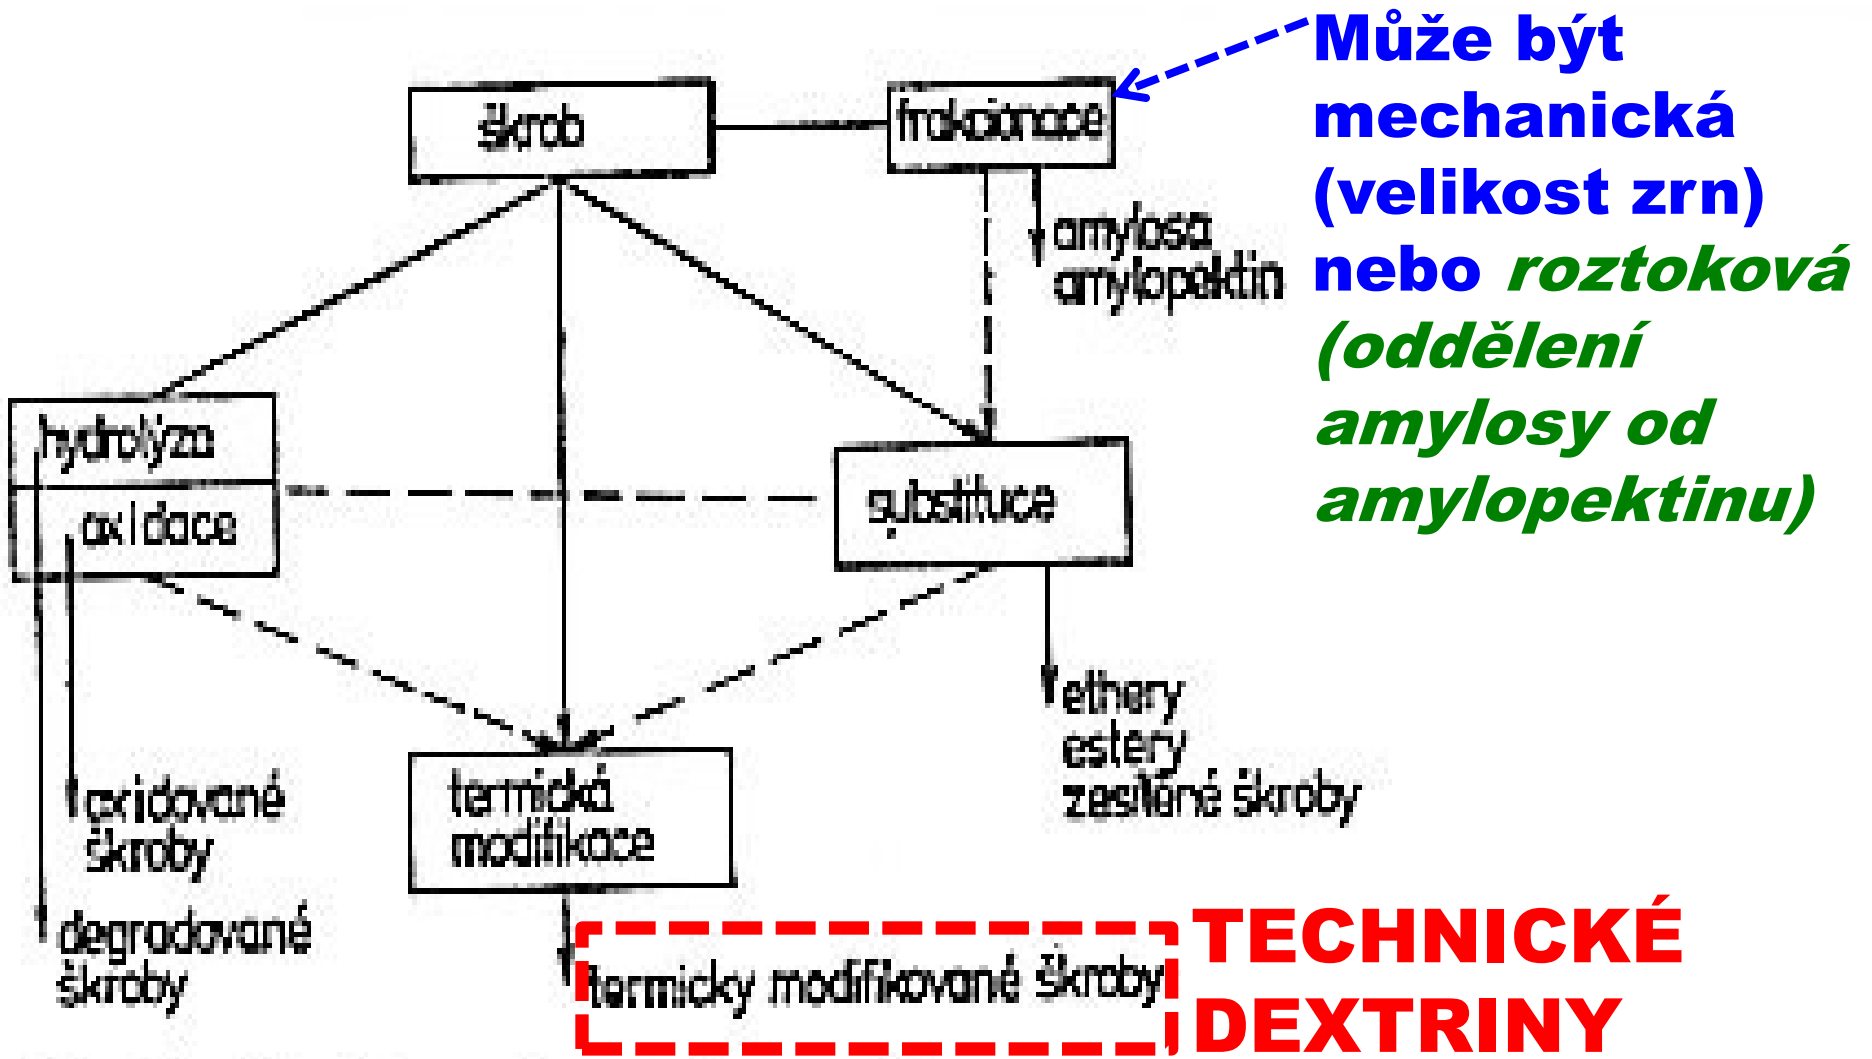 škrob
frakcionace
Může být
mechanická
(velikost zrn)
nebo roztoková
(oddělení
amylosy od
amylopektinu)
amylosa
amylopektin
hydrolýza
oxidace
substituce
ethery
estery
zesílené škroby
termická
modifikace
oxidované
škroby
degradované
škroby
termicky modifikované škroby
TECHNICKÉ
DEXTRINY